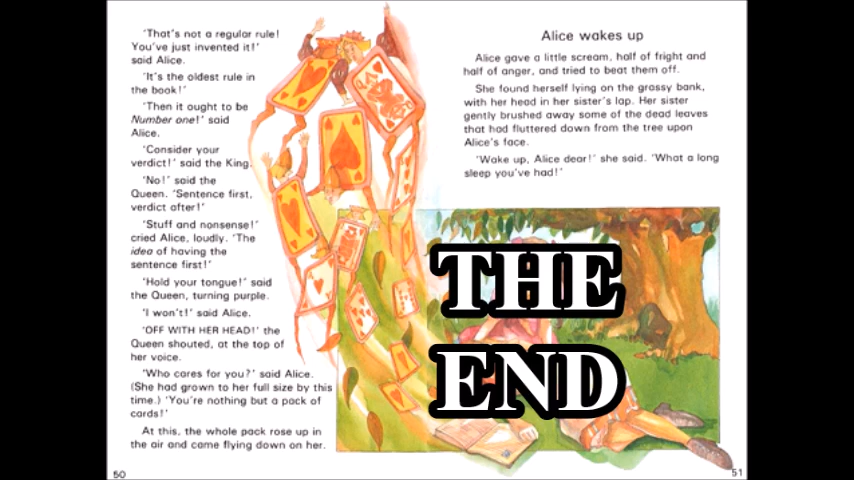 'That's not a regular rule!
You've just invented it!'
said Alice.
'It's the oldest rule in
the book!'
'Then it ought to be
Number one!' said
Alice.
'Consider your
verdict!' said the King.
'No!' said the
Queen. 'Sentence first,
verdict after!'
'Stuff and nonsense!'
cried Alice, loudly. 'The
idea of having the
sentence first!'
'Hold your tongue!' said
the Queen, turning purple.
'I won't!' said Alice.
'OFF WITH HER HEAD!' the
Queen shouted, at the top of
her voice.
'Who cares for you?' said Alice.
(She had grown to her full size by this
time.) 'You're nothing but a pack of
cards!'
At this, the whole pack rose up in
the air and came flying down on her.
50
Alice wakes up
Alice gave a little scream, half of fright and
half of anger, and tried to beat them off.
She found herself lying on the grassy bank,
with her head in her sister's lap. Her sister
gently brushed away some of the dead leaves
that had fluttered down from the tree upon
Alice's face.
'Wake up, Alice dear!' she said. 'What a long
sleep you've had!'
THE
END
51